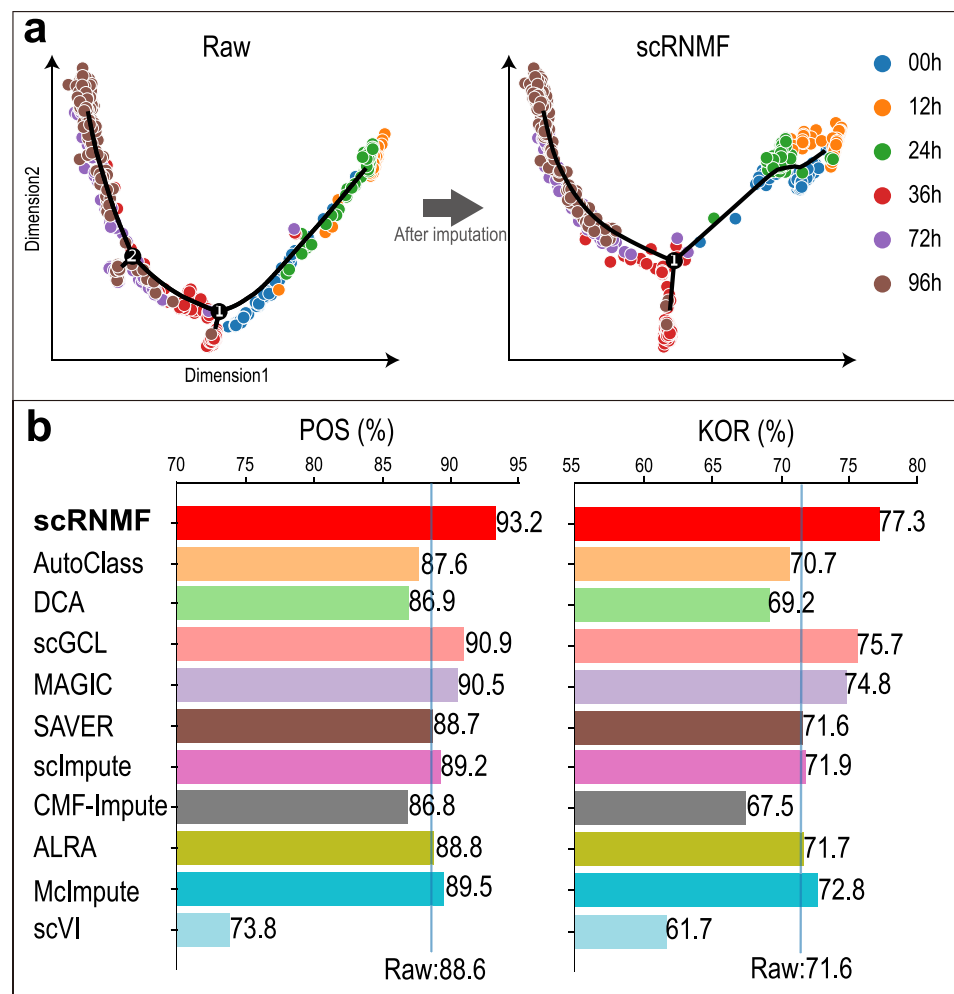 a
Raw
scRNMF
Dimension2
Dimension1
2
1
After imputation
1
00h
12h
24h
36h
72h
96h
b
POS (%)
KOR (%)
70 75 80 85 90 95
55 60 65 70 75 80
scRNMF 93.2 77.3
AutoClass 87.6 70.7
DCA 86.9 69.2
scGCL 90.9 75.7
MAGIC 90.5 74.8
SAVER 88.7 71.6
scImpute 89.2 71.9
CMF-Impute 86.8 67.5
ALRA 88.8 71.7
McImpute 89.5 72.8
scVI 73.8 61.7
Raw:88.6 Raw:71.6